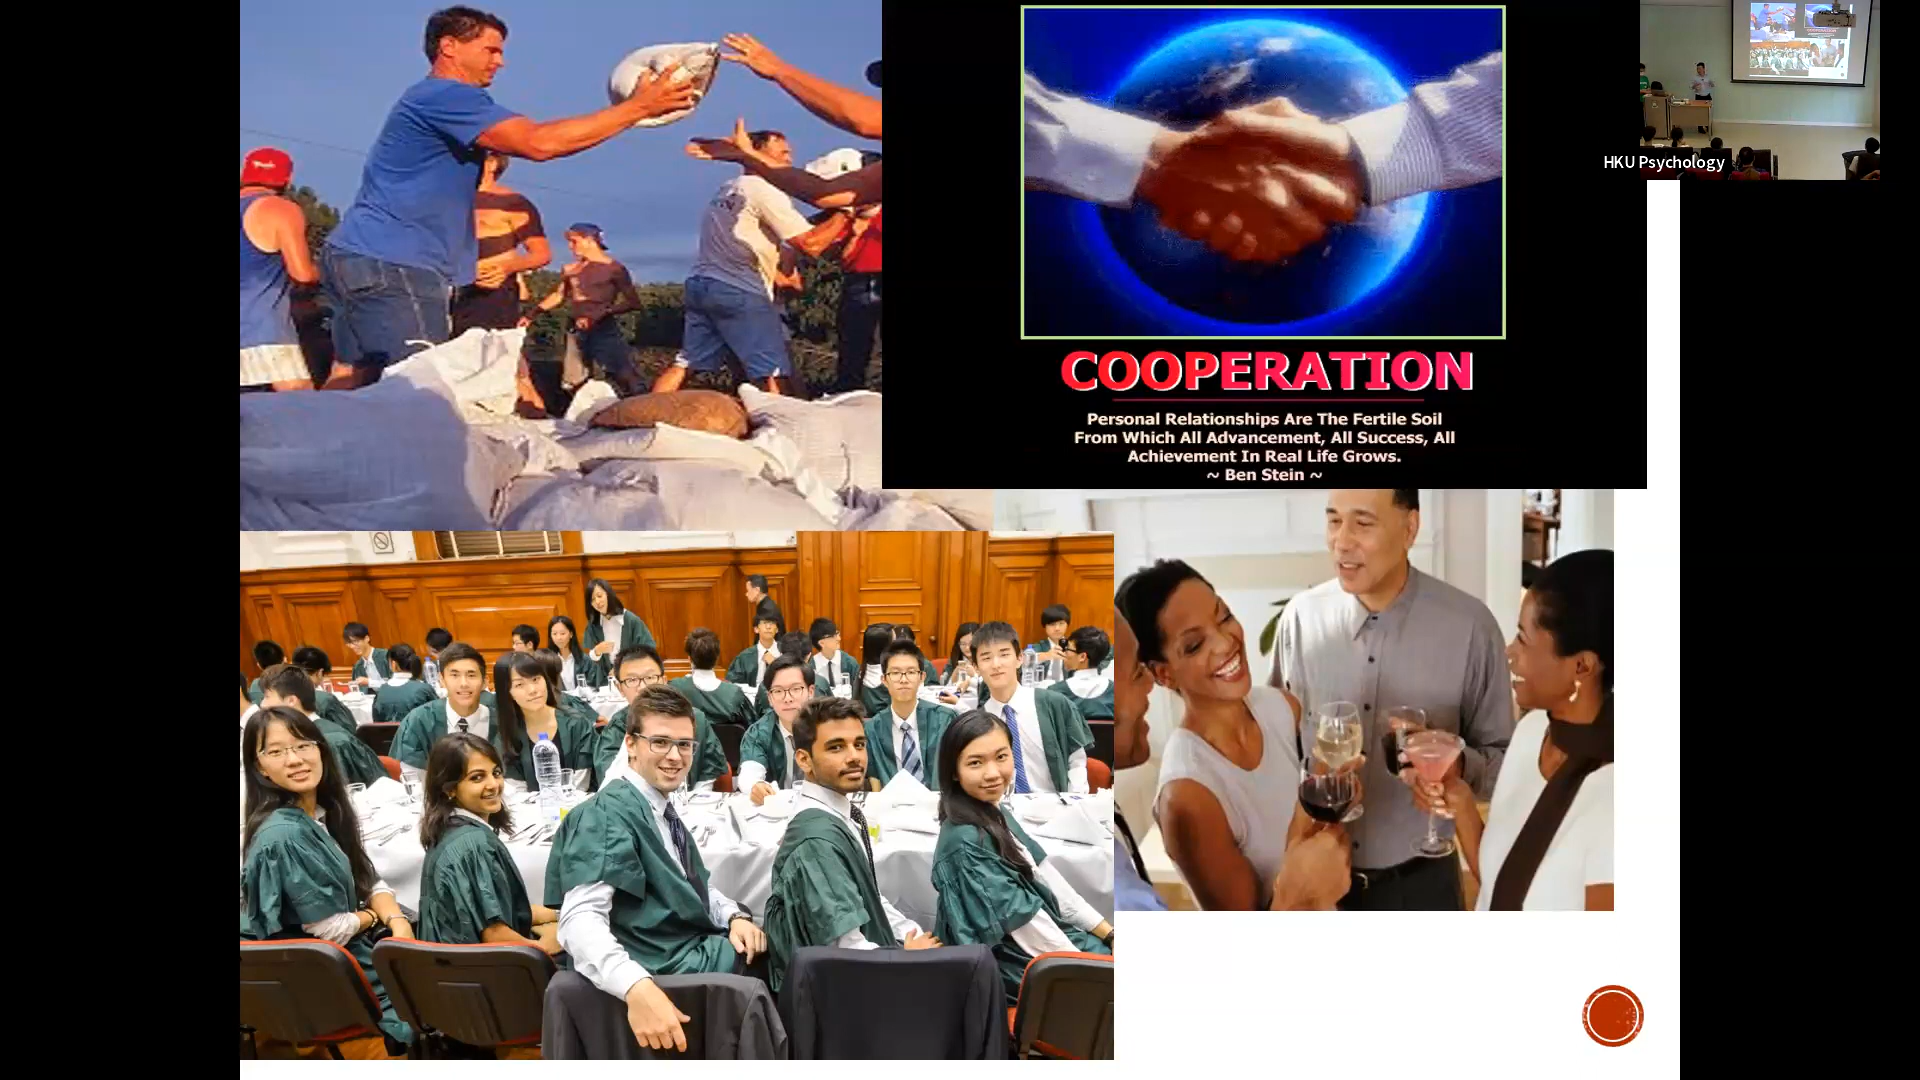 HKU Psychology
COOPERATION
Personal Relationships Are The Fertile Soil
From Which All Advancement, All Success, All
Achievement In Real Life Grows.
~ Ben Stein ~